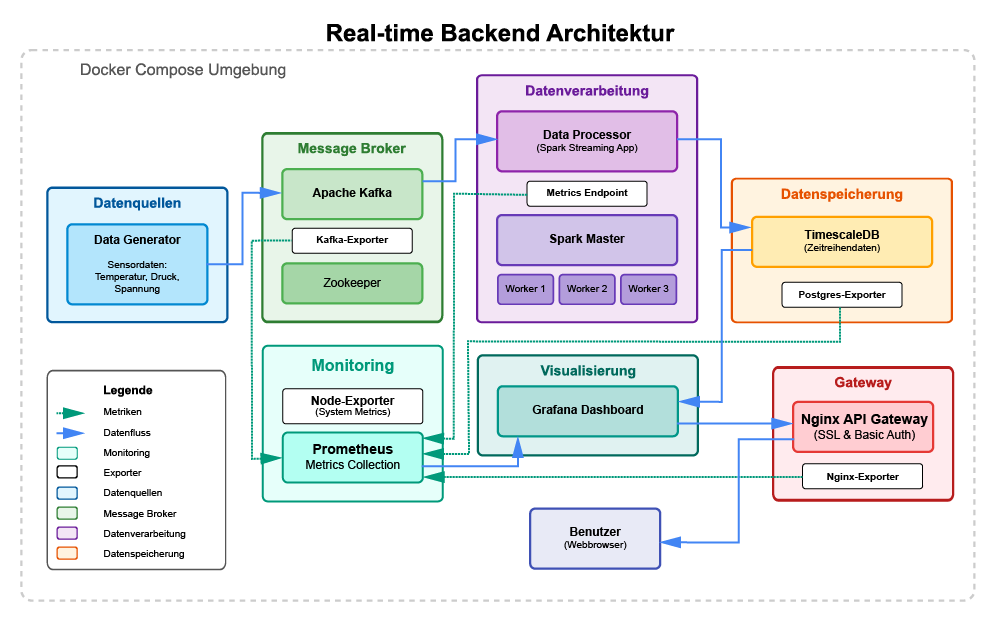 Real-time Backend Architektur
Docker Compose Umgebung
Datenquellen
Data Generator
Sensordaten:
Temperatur, Druck,
Spannung
Message Broker
Apache Kafka
Kafka-Exporter
Zookeeper
Datenverarbeitung
Data Processor
(Spark Streaming App)
Metrics Endpoint
Spark Master
Worker 1
Worker 2
Worker 3
Datenspeicherung
TimescaleDB
(Zeitreihendaten)
Postgres-Exporter
Monitoring
Node-Exporter
(System Metrics)
Prometheus
Metrics Collection
Visualisierung
Grafana Dashboard
Gateway
Nginx API Gateway
(SSL & Basic Auth)
Nginx-Exporter
Benutzer
(Webbrowser)
Legende
Metriken
Datenfluss
Monitoring
Exporter
Datenquellen
Message Broker
Datenverarbeitung
Datenspeicherung